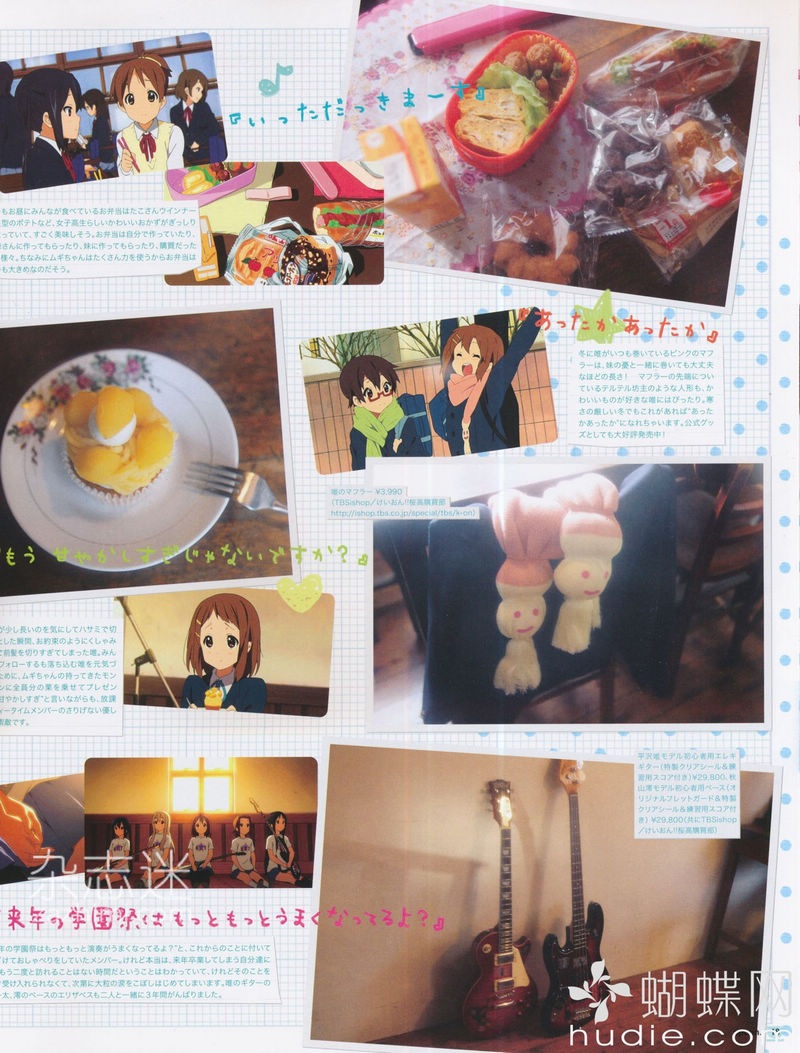 『いっただっきまーす』
もお昼にみんなが食べているお弁当はたこさんウインナー
型のポテトなど、女子高生らしいかわいいおかずがぎっしり
っていて、すごく美味しそう。お弁当は自分で作っていたり、
さんに作ってもらったり、妹に作ってもらったり、購買だった
様々。ちなみにムギちゃんはたくさん力を使うからお弁当は
も大きめなのだそう。
『あったかあったか』
冬に唯がいつも巻いているピンクのマフ
ラーは、妹の憂と一緒に巻いても大丈夫
なほどの長さ! マフラーの先端につい
ているテルテル坊主のような人形も、か
わいいものが好きな唯にはぴったり。寒
さの厳しい冬でもこれがあれば“あった
かあったか”になれちゃいます。公式グッ
ズとしても大好評発売中!
唯のマフラー ¥3,990
(TBSishop/けいおん!!桜高購買部
http://ishop.tbs.co.jp/special/tbs/k-on)
もう 甘やかしすぎじゃないですか?』
が少し長いのを気にしてハサミで切
した瞬間、お約束のようにくしゃみ
で前髪を切りすぎてしまった唯。みん
フォローするも落ち込む唯を元気づ
ために、ムギちゃんの持ってきたモン
ンに全員分の栗を乗せてプレゼン
甘やかしすぎ”と言いながらも、放課
ィータイムメンバーのさりげない優し
素敵です。
平沢唯モデル初心者用エレキ
ギター(特製クリアシール&練
習用スコア付き)¥29,800、秋
山澪モデル初心者用ベース(オ
リジナルフレットガード&特製
クリアシール&練習用スコア付
き) ¥29,800(共にTBSishop
/けいおん!!桜高購買部)
杂志迷
来年の学園祭は もっともっとうまくなってるよ?』
年の学園祭はもっともっと演奏がうまくなってるよ?”と、これからのことに付いて
けておしゃべりをしていたメンバー。けれど本当は、来年卒業してしまう自分達に
もう二度と訪れることはない時間だということはわかっていて、けれどそのことを
受け入れられなくて、次第に大粒の涙をこぼしはじめてしまいます。唯のギターの
ー太、澪のベースのエリザベスも二人と一緒に3年間がんばりました。
蝴蝶网
hudie.com